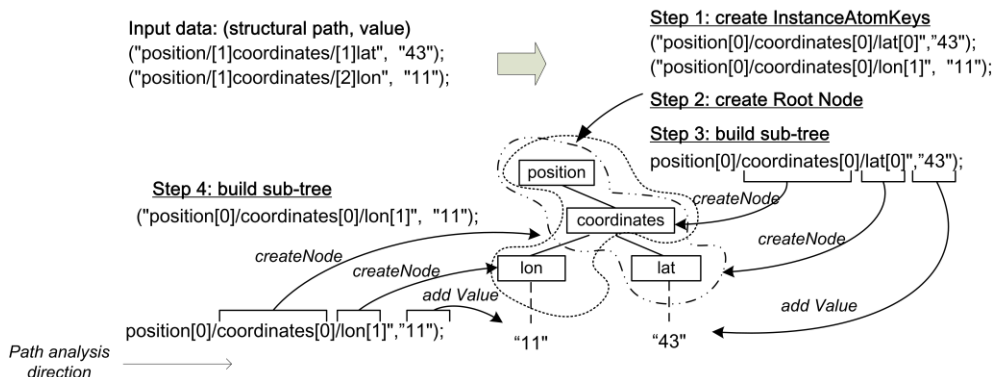 Input data: (structural path, value)
("position/[1]coordinates/[1]lat", "43");
("position/[1]coordinates/[2]lon", "11");
Step 1: create InstanceAtomKeys
("position[0]/coordinates[0]/lat[0]",”43”);
("position[0]/coordinates[0]/lon[1]", "11");
Step 2: create Root Node
Step 3: build sub-tree
position[0]/coordinates[0]/lat[0]",”43”);
createNode
createNode
add Value
position
coordinates
lon
lat
“11”
“43”
Step 4: build sub-tree
("position[0]/coordinates[0]/lon[1]", "11");
createNode
createNode
add Value
position[0]/coordinates[0]/lon[1]",”11");
Path analysis
direction